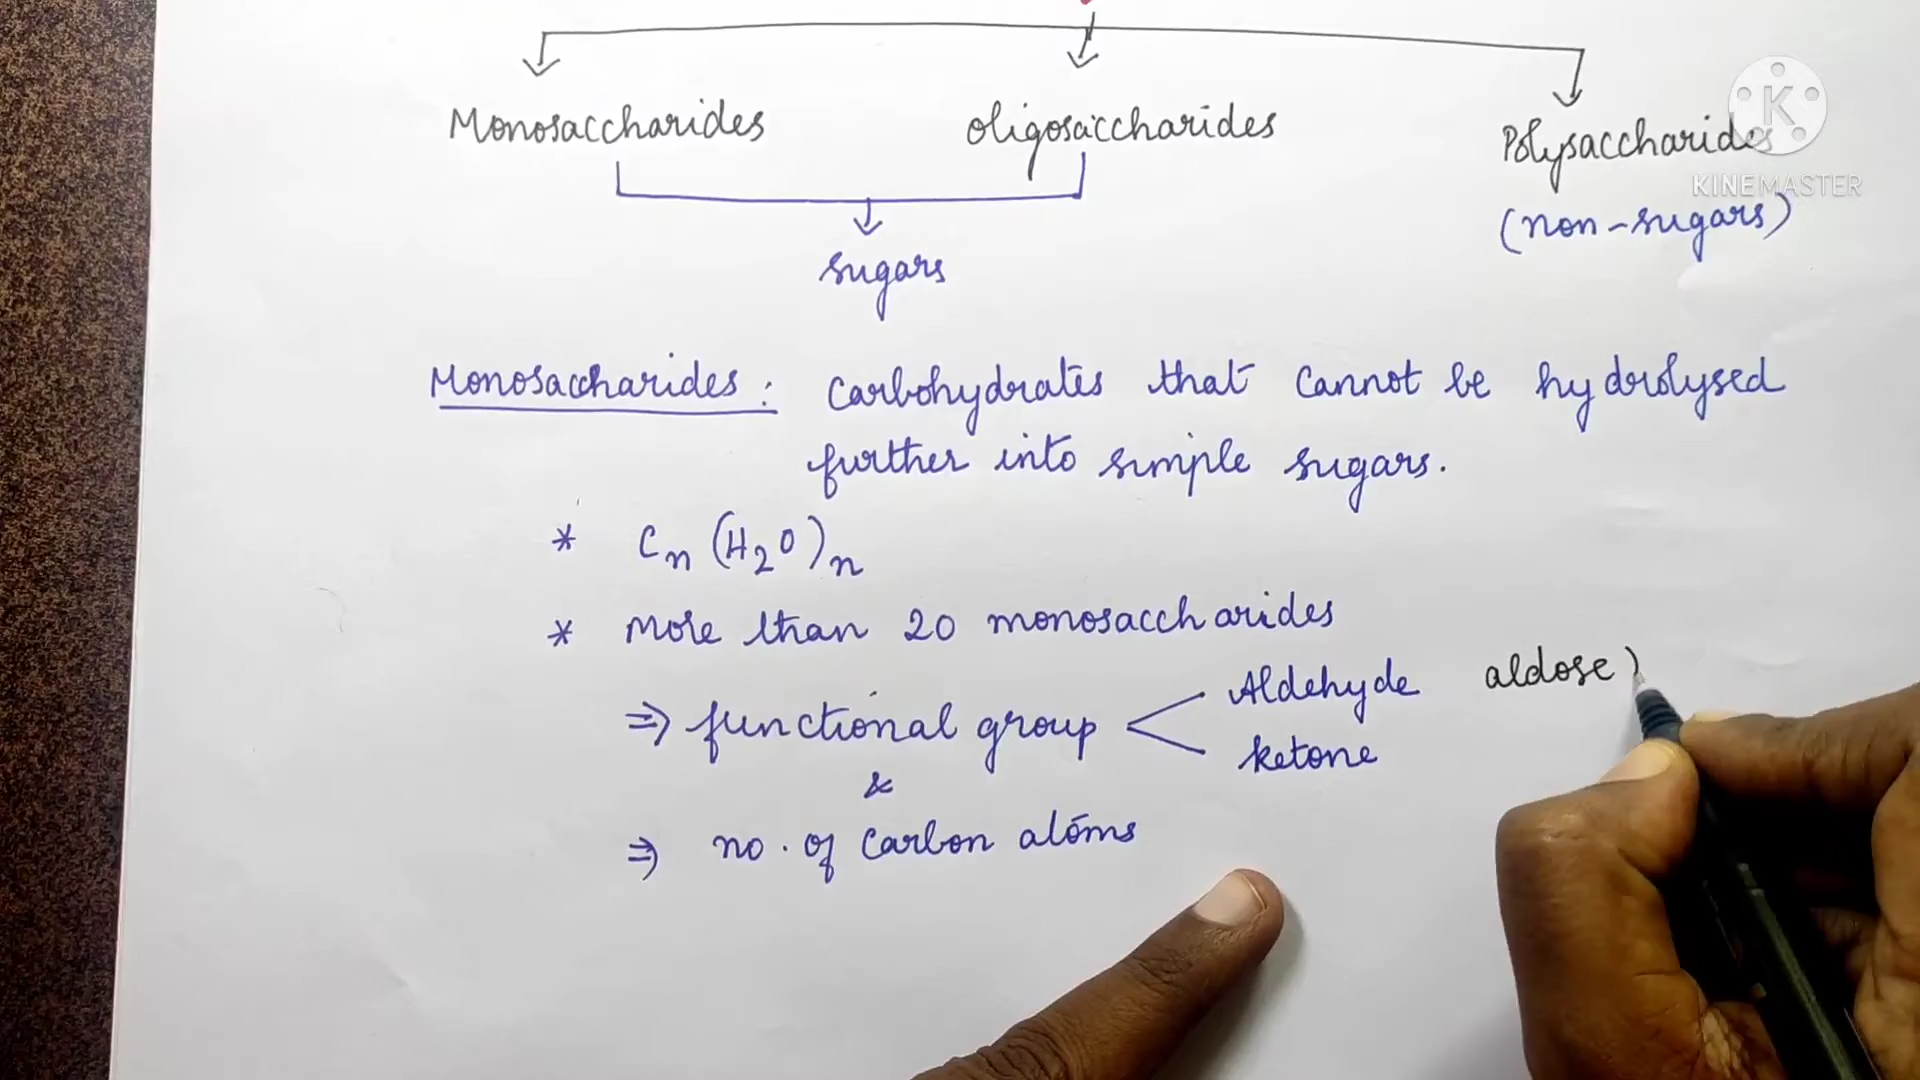 Monosaccharides oligosaccharides Polysaccharides
K
KINEMASTER
(non-sugars)
sugars
Monosaccharides : Carbohydrates that cannot be hydrolysed
further into simple sugars.
* Cn (H2O)n
* More than 20 monosaccharides
⇒ functional group < Aldehyde aldose )
ketone
&
⇒ no. of carbon atoms